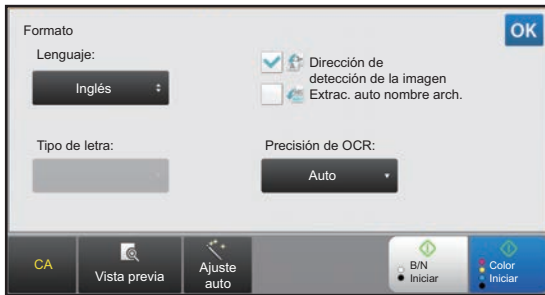 Formato
OK
Lenguaje:
Inglés
Dirección de
detección de la imagen
Extrac. auto nombre arch.
Tipo de letra:
Precisión de OCR:
Auto
CA
Vista previa
Ajuste
auto
B/N
Iniciar
Color
Iniciar